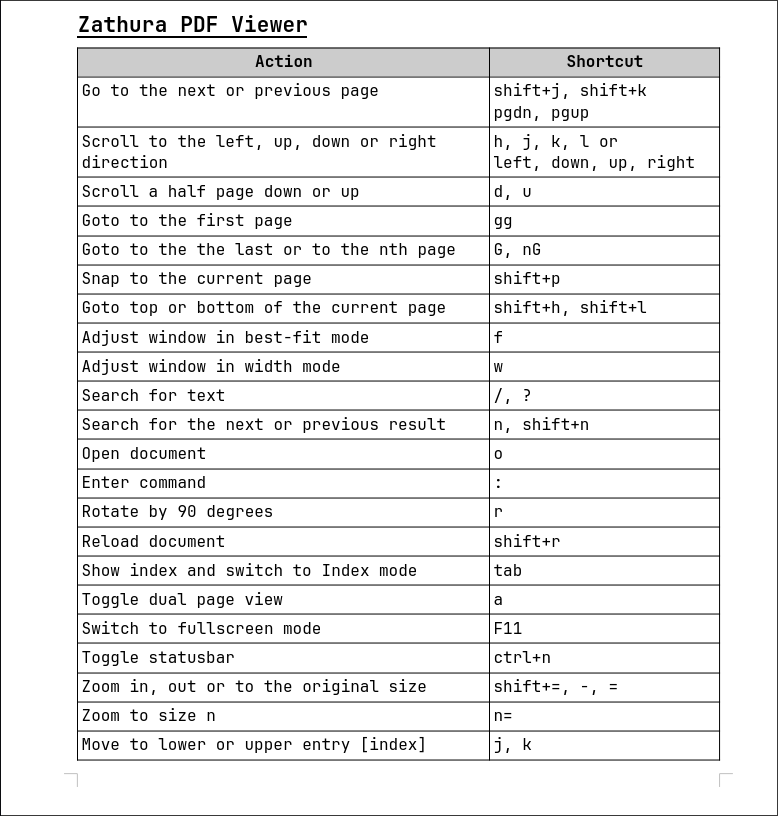 Zathura PDF Viewer
Action Shortcut
Go to the next or previous page shift+j, shift+k
pgdn, pgup
Scroll to the left, up, down or right h, j, k, l or
direction left, down, up, right
Scroll a half page down or up d, u
Goto to the first page gg
Goto to the the last or to the nth page G, nG
Snap to the current page shift+p
Goto top or bottom of the current page shift+h, shift+l
Adjust window in best-fit mode f
Adjust window in width mode w
Search for text /, ?
Search for the next or previous result n, shift+n
Open document o
Enter command :
Rotate by 90 degrees r
Reload document shift+r
Show index and switch to Index mode tab
Toggle dual page view a
Switch to fullscreen mode F11
Toggle statusbar ctrl+n
Zoom in, out or to the original size shift+=, -, =
Zoom to size n n=
Move to lower or upper entry [index] j, k